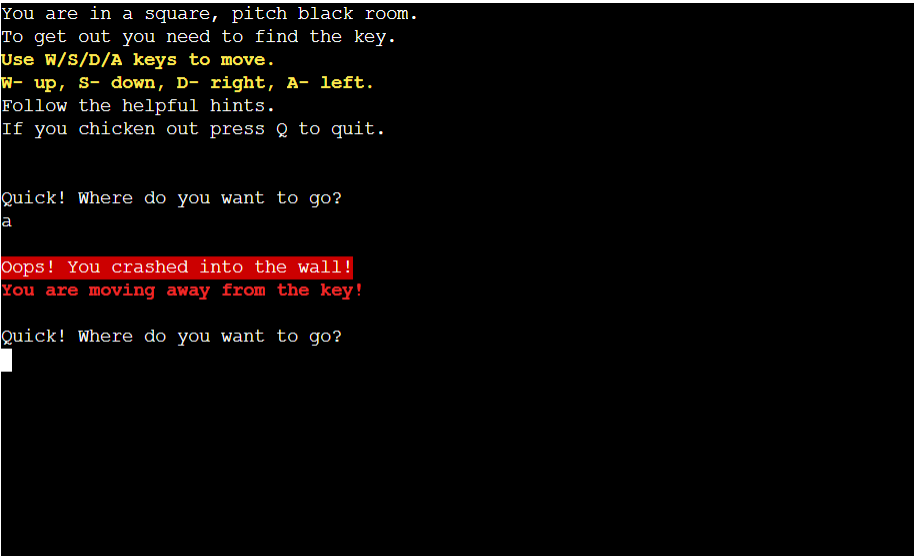 You are in a square, pitch black room.
To get out you need to find the key.
Use W/S/D/A keys to move.
W- up, S- down, D- right, A- left.
Follow the helpful hints.
If you chicken out press Q to quit.
Quick! Where do you want to go?
a
Oops! You crashed into the wall!
You are moving away from the key!
Quick! Where do you want to go?